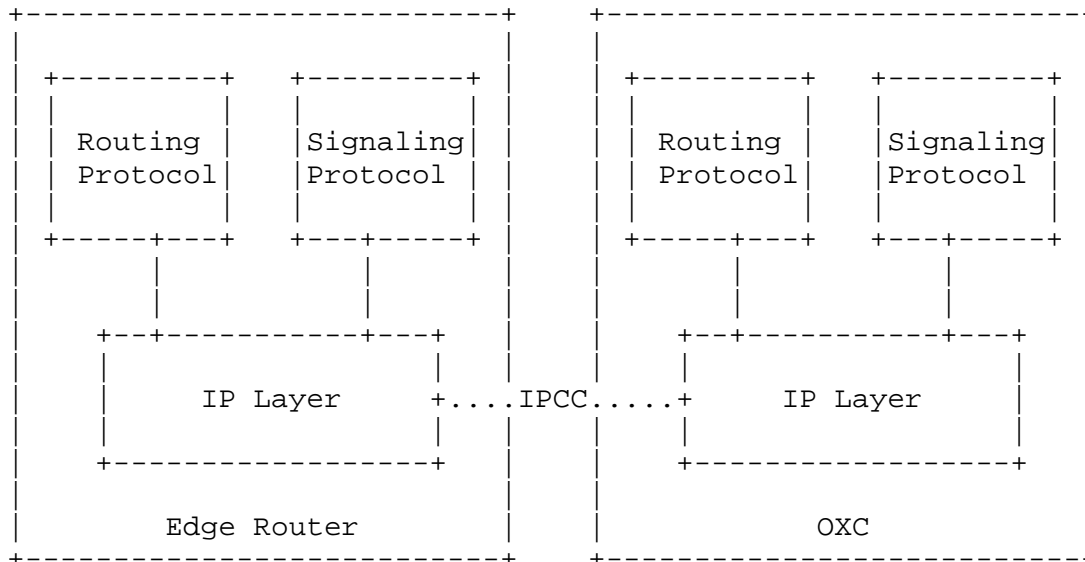 Routing Signaling Routing Signaling
Protocol Protocol Protocol Protocol
IP Layer +....IPCC.....+ IP Layer
Edge Router OXC